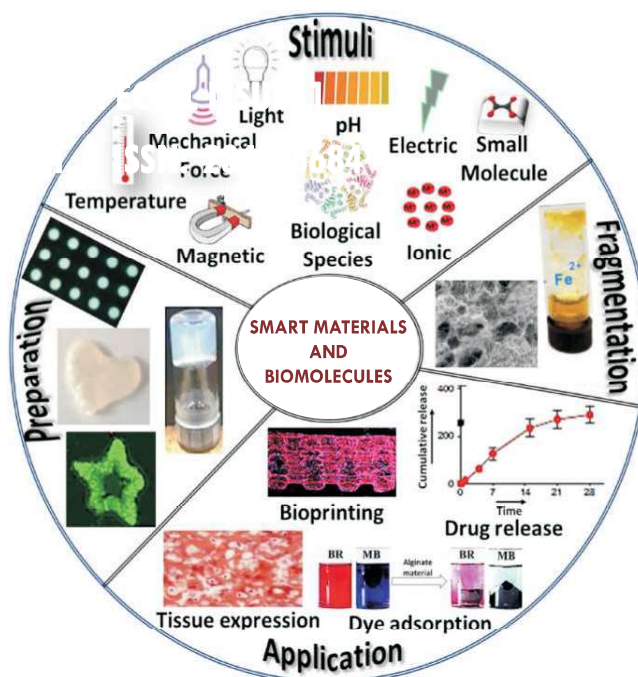 Stimuli
Light
pH
Mechanical
Force
Electric
Small
Molecule
Temperature
Magnetic
Biological
Species
Ionic
M⁺ M⁺ M⁺
M⁺ M⁺ M⁺
M⁺ M⁺ M⁺
Fragmentation
Fe²⁺
Preparation
SMART MATERIALS
AND
BIOMOLECULES
Cumulative release
400
200
0
0 7 14 21 28
Time
Drug release
Bioprinting
BR MB
Alginate
material
BR MB
Tissue expression
Dye adsorption
Application